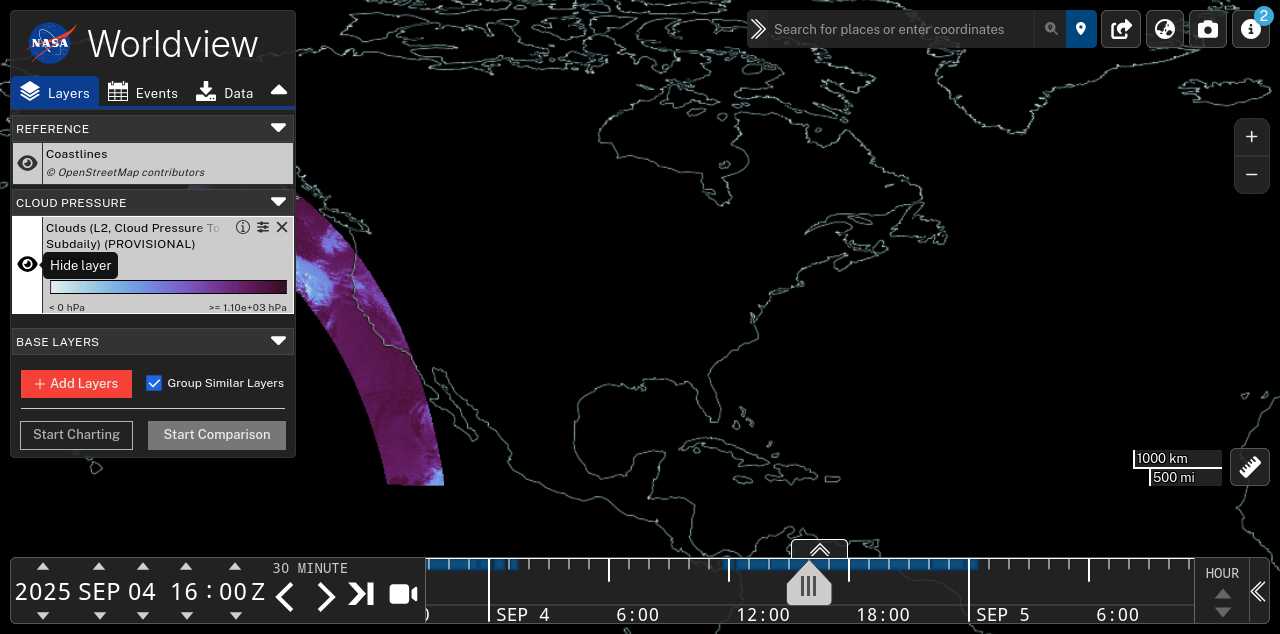 NASA
Worldview
Layers
Events
Data
REFERENCE
Coastlines
© OpenStreetMap contributors
CLOUD PRESSURE
Clouds (L2, Cloud Pressure To
Subdaily) (PROVISIONAL)
Hide layer
< 0 hPa
>= 1.10e+03 hPa
BASE LAYERS
+ Add Layers
Group Similar Layers
Start Charting
Start Comparison
Search for places or enter coordinates
2
+
−
1000 km
500 mi
2025 SEP 04 16 : 00 Z
30 MINUTE
SEP 4
6:00
12:00
18:00
SEP 5
6:00
HOUR